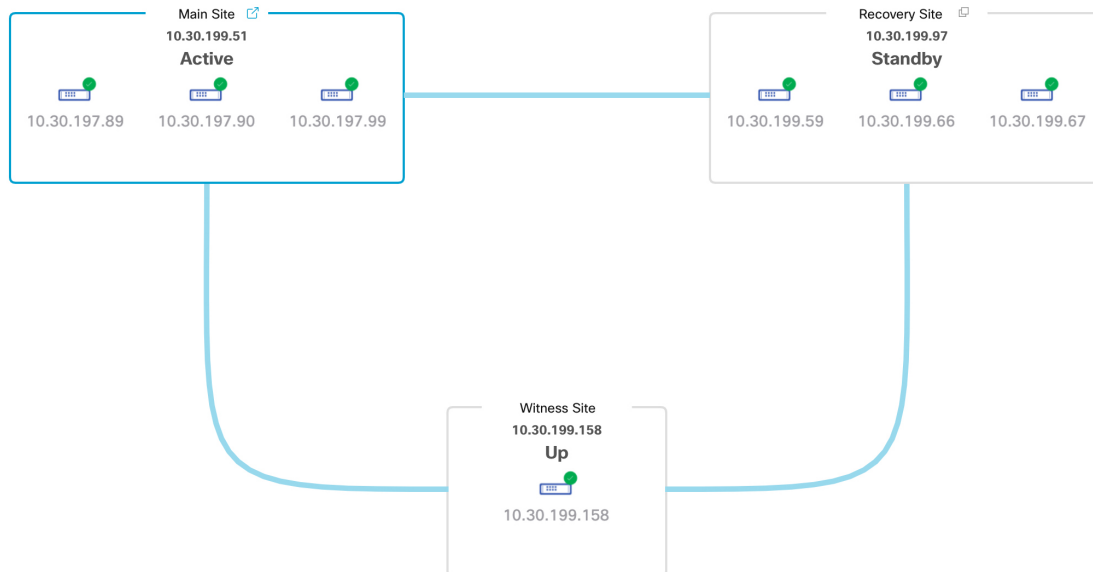 Main Site
10.30.199.51
Active
10.30.197.89
10.30.197.90
10.30.197.99
Recovery Site
10.30.199.97
Standby
10.30.199.59
10.30.199.66
10.30.199.67
Witness Site
10.30.199.158
Up
10.30.199.158